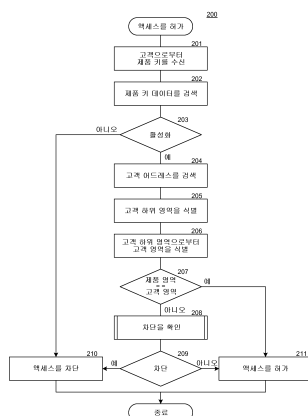 200
액세스를 허가
201
고객으로부터
제품 키를 수신
202
제품 키 데이터를 검색
203
활성화
아니오
예
204
고객 어드레스를 검색
205
고객 하위 영역을 식별
206
고객 하위 영역으로부터
고객 영역을 식별
207
제품 영역
==
고객 영역
예
아니오
208
차단을 확인
210
액세스를 차단
예
209
차단
아니오
211
액세스를 허가
종료